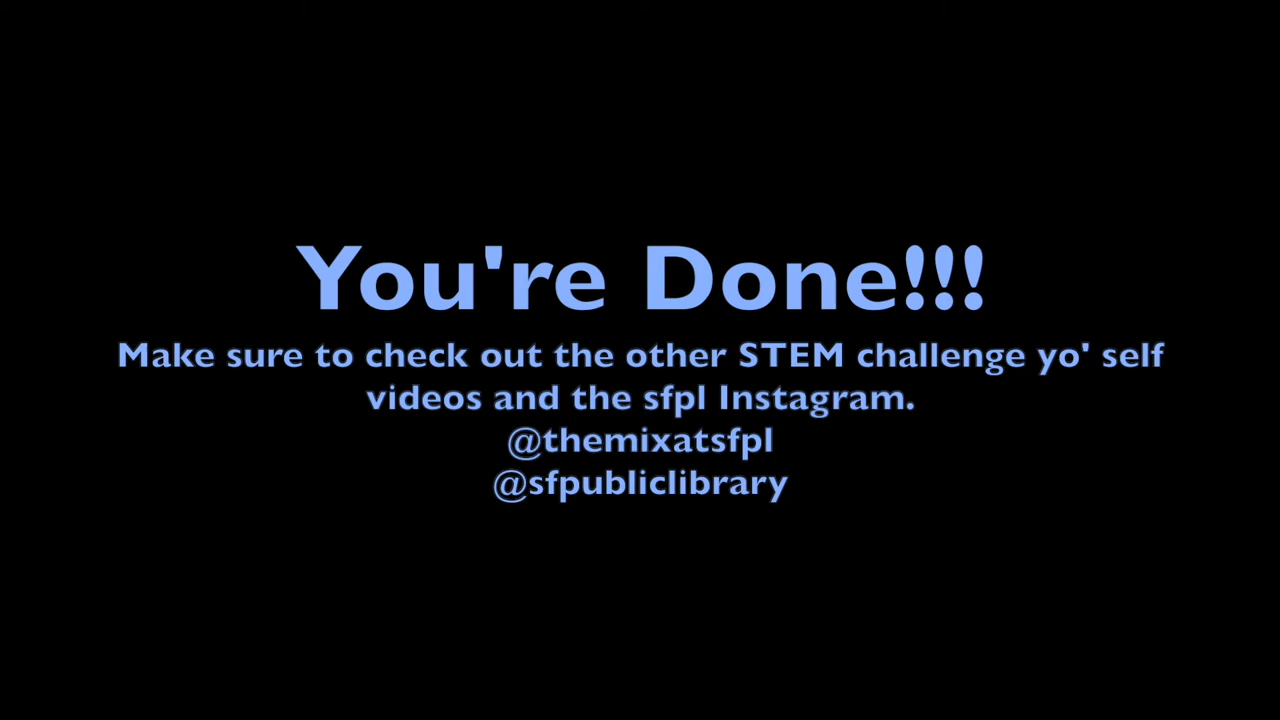 You're Done!!!
Make sure to check out the other STEM challenge yo' self
videos and the sfpl Instagram.
@themixatsfpl
@sfpubliclibrary